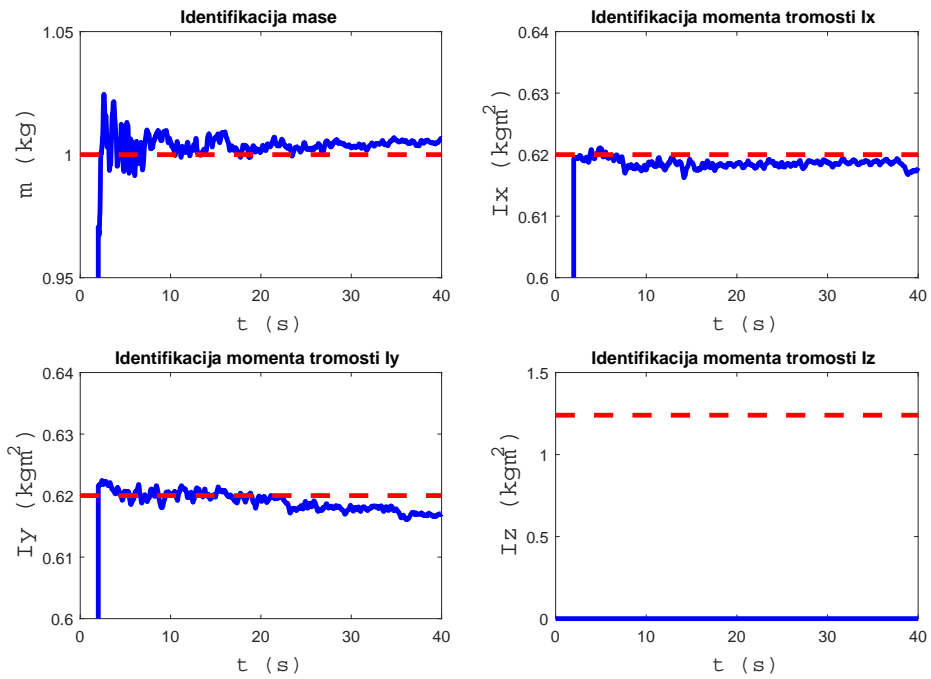 Identifikacija mase
1.05
1
0.95
m (kg)
0 10 20 30 40
t (s)
Identifikacija momenta tromosti Ix
0.64
0.63
0.62
0.61
0.6
Ix (kgm²)
0 10 20 30 40
t (s)
Identifikacija momenta tromosti Iy
0.64
0.63
0.62
0.61
0.6
Iy (kgm²)
0 10 20 30 40
t (s)
Identifikacija momenta tromosti Iz
1.5
1
0.5
0
Iz (kgm²)
0 10 20 30 40
t (s)